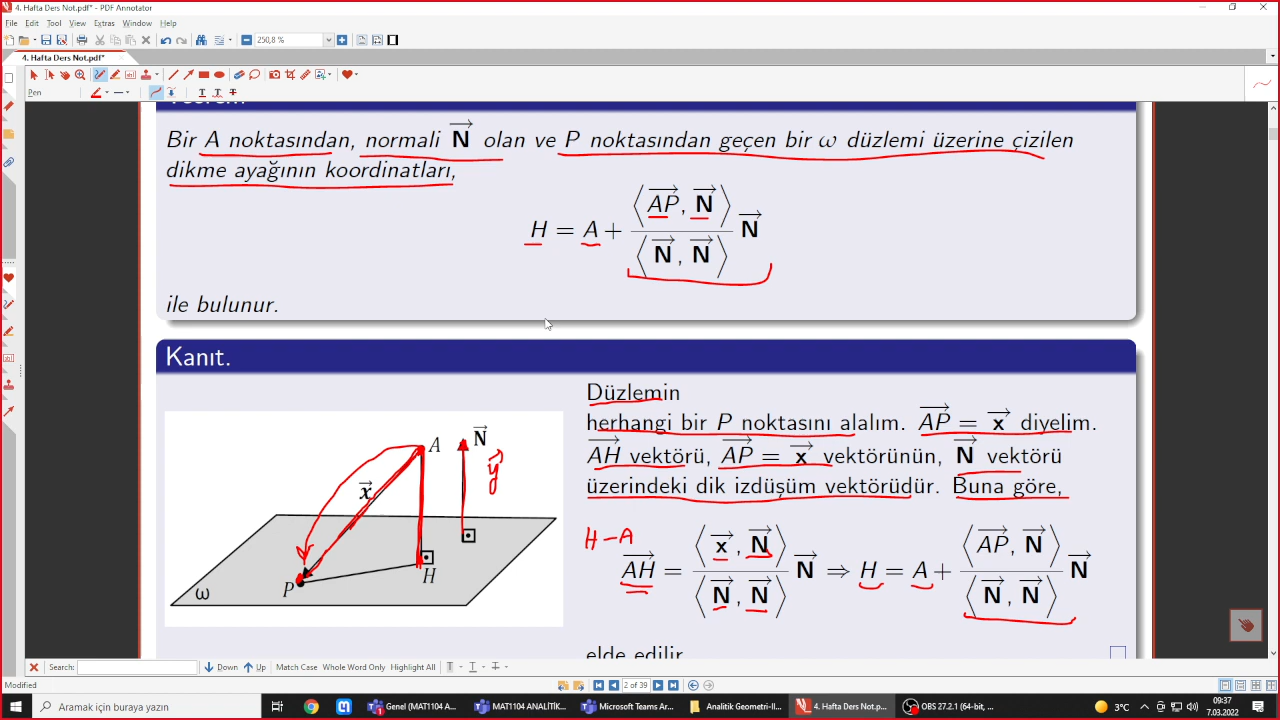 4. Hafta Ders Not.pdf* - PDF Annotator
File Edit Tool View Extras Window Help
250,8 %
4. Hafta Ders Not.pdf*
Pen
Bir A noktasından, normali N⃗ olan ve P noktasından geçen bir ω düzlemi üzerine çizilen
dikme ayağının koordinatları,
H = A + ⟨AP⃗, N⃗⟩ / ⟨N⃗, N⃗⟩ N⃗
ile bulunur.
Kanıt.
A
N⃗
y⃗
x⃗
P
H
ω
Düzlemin
herhangi bir P noktasını alalım. AP⃗ = x⃗ diyelim.
AH⃗ vektörü, AP⃗ = x⃗ vektörünün, N⃗ vektörü
üzerindeki dik izdüşüm vektörüdür. Buna göre,
H-A
AH⃗ = ⟨x⃗, N⃗⟩ / ⟨N⃗, N⃗⟩ N⃗ ⇒ H = A + ⟨AP⃗, N⃗⟩ / ⟨N⃗, N⃗⟩ N⃗
elde edilir
Search: Down Up Match Case Whole Word Only Highlight All
Modified
2 of 39
Aramak için buraya yazın
Genel (MT1104 A...
MAT1104 ANALİTİK...
Microsoft Teams Ar...
Analitik Geometri-II...
4. Hafta Ders Not.p...
OBS 27.2.1 (64-bit, ...
3°C
09:37
7.03.2022